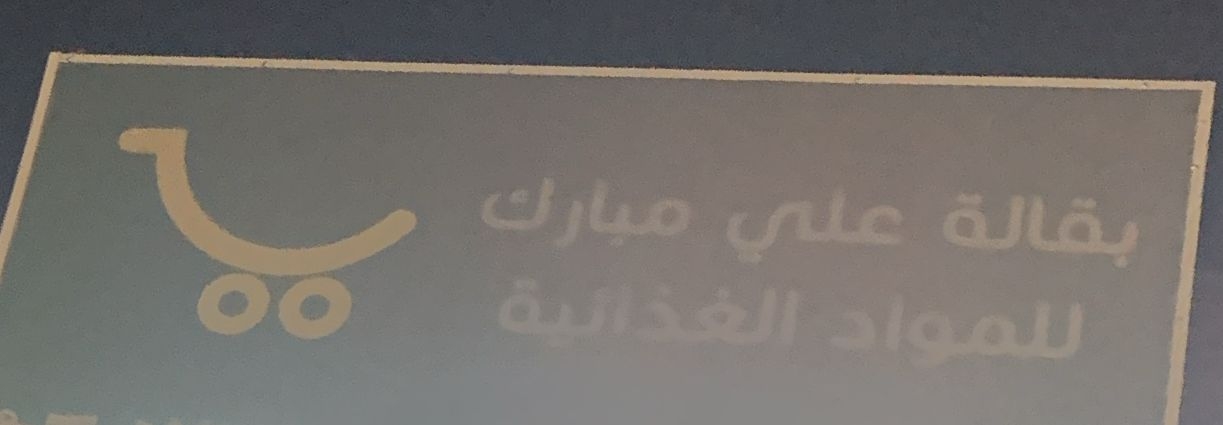 بقالة علي مبارك
للمواد الغذائية